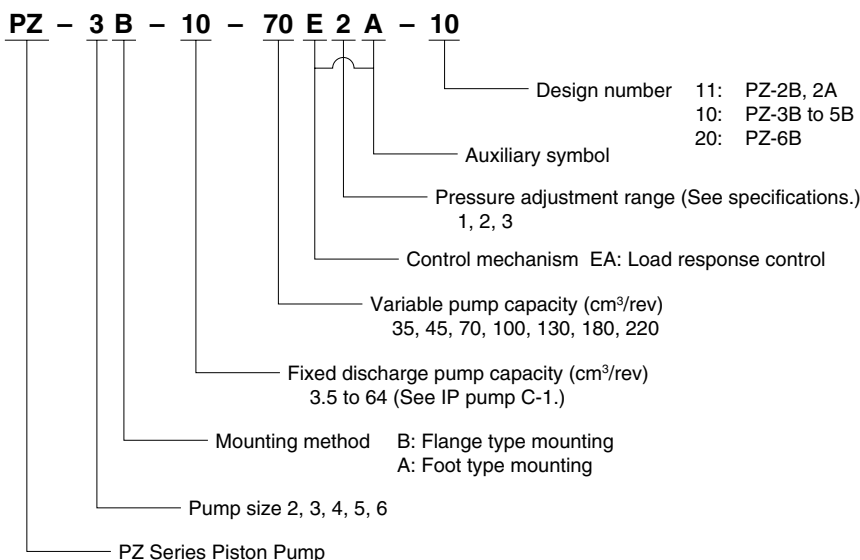 PZ – 3 B – 10 – 70 E 2 A – 10
Design number 11: PZ-2B, 2A
10: PZ-3B to 5B
20: PZ-6B
Auxiliary symbol
Pressure adjustment range (See specifications.)
1, 2, 3
Control mechanism EA: Load response control
Variable pump capacity (cm³/rev)
35, 45, 70, 100, 130, 180, 220
Fixed discharge pump capacity (cm³/rev)
3.5 to 64 (See IP pump C-1.)
Mounting method B: Flange type mounting
A: Foot type mounting
Pump size 2, 3, 4, 5, 6
PZ Series Piston Pump